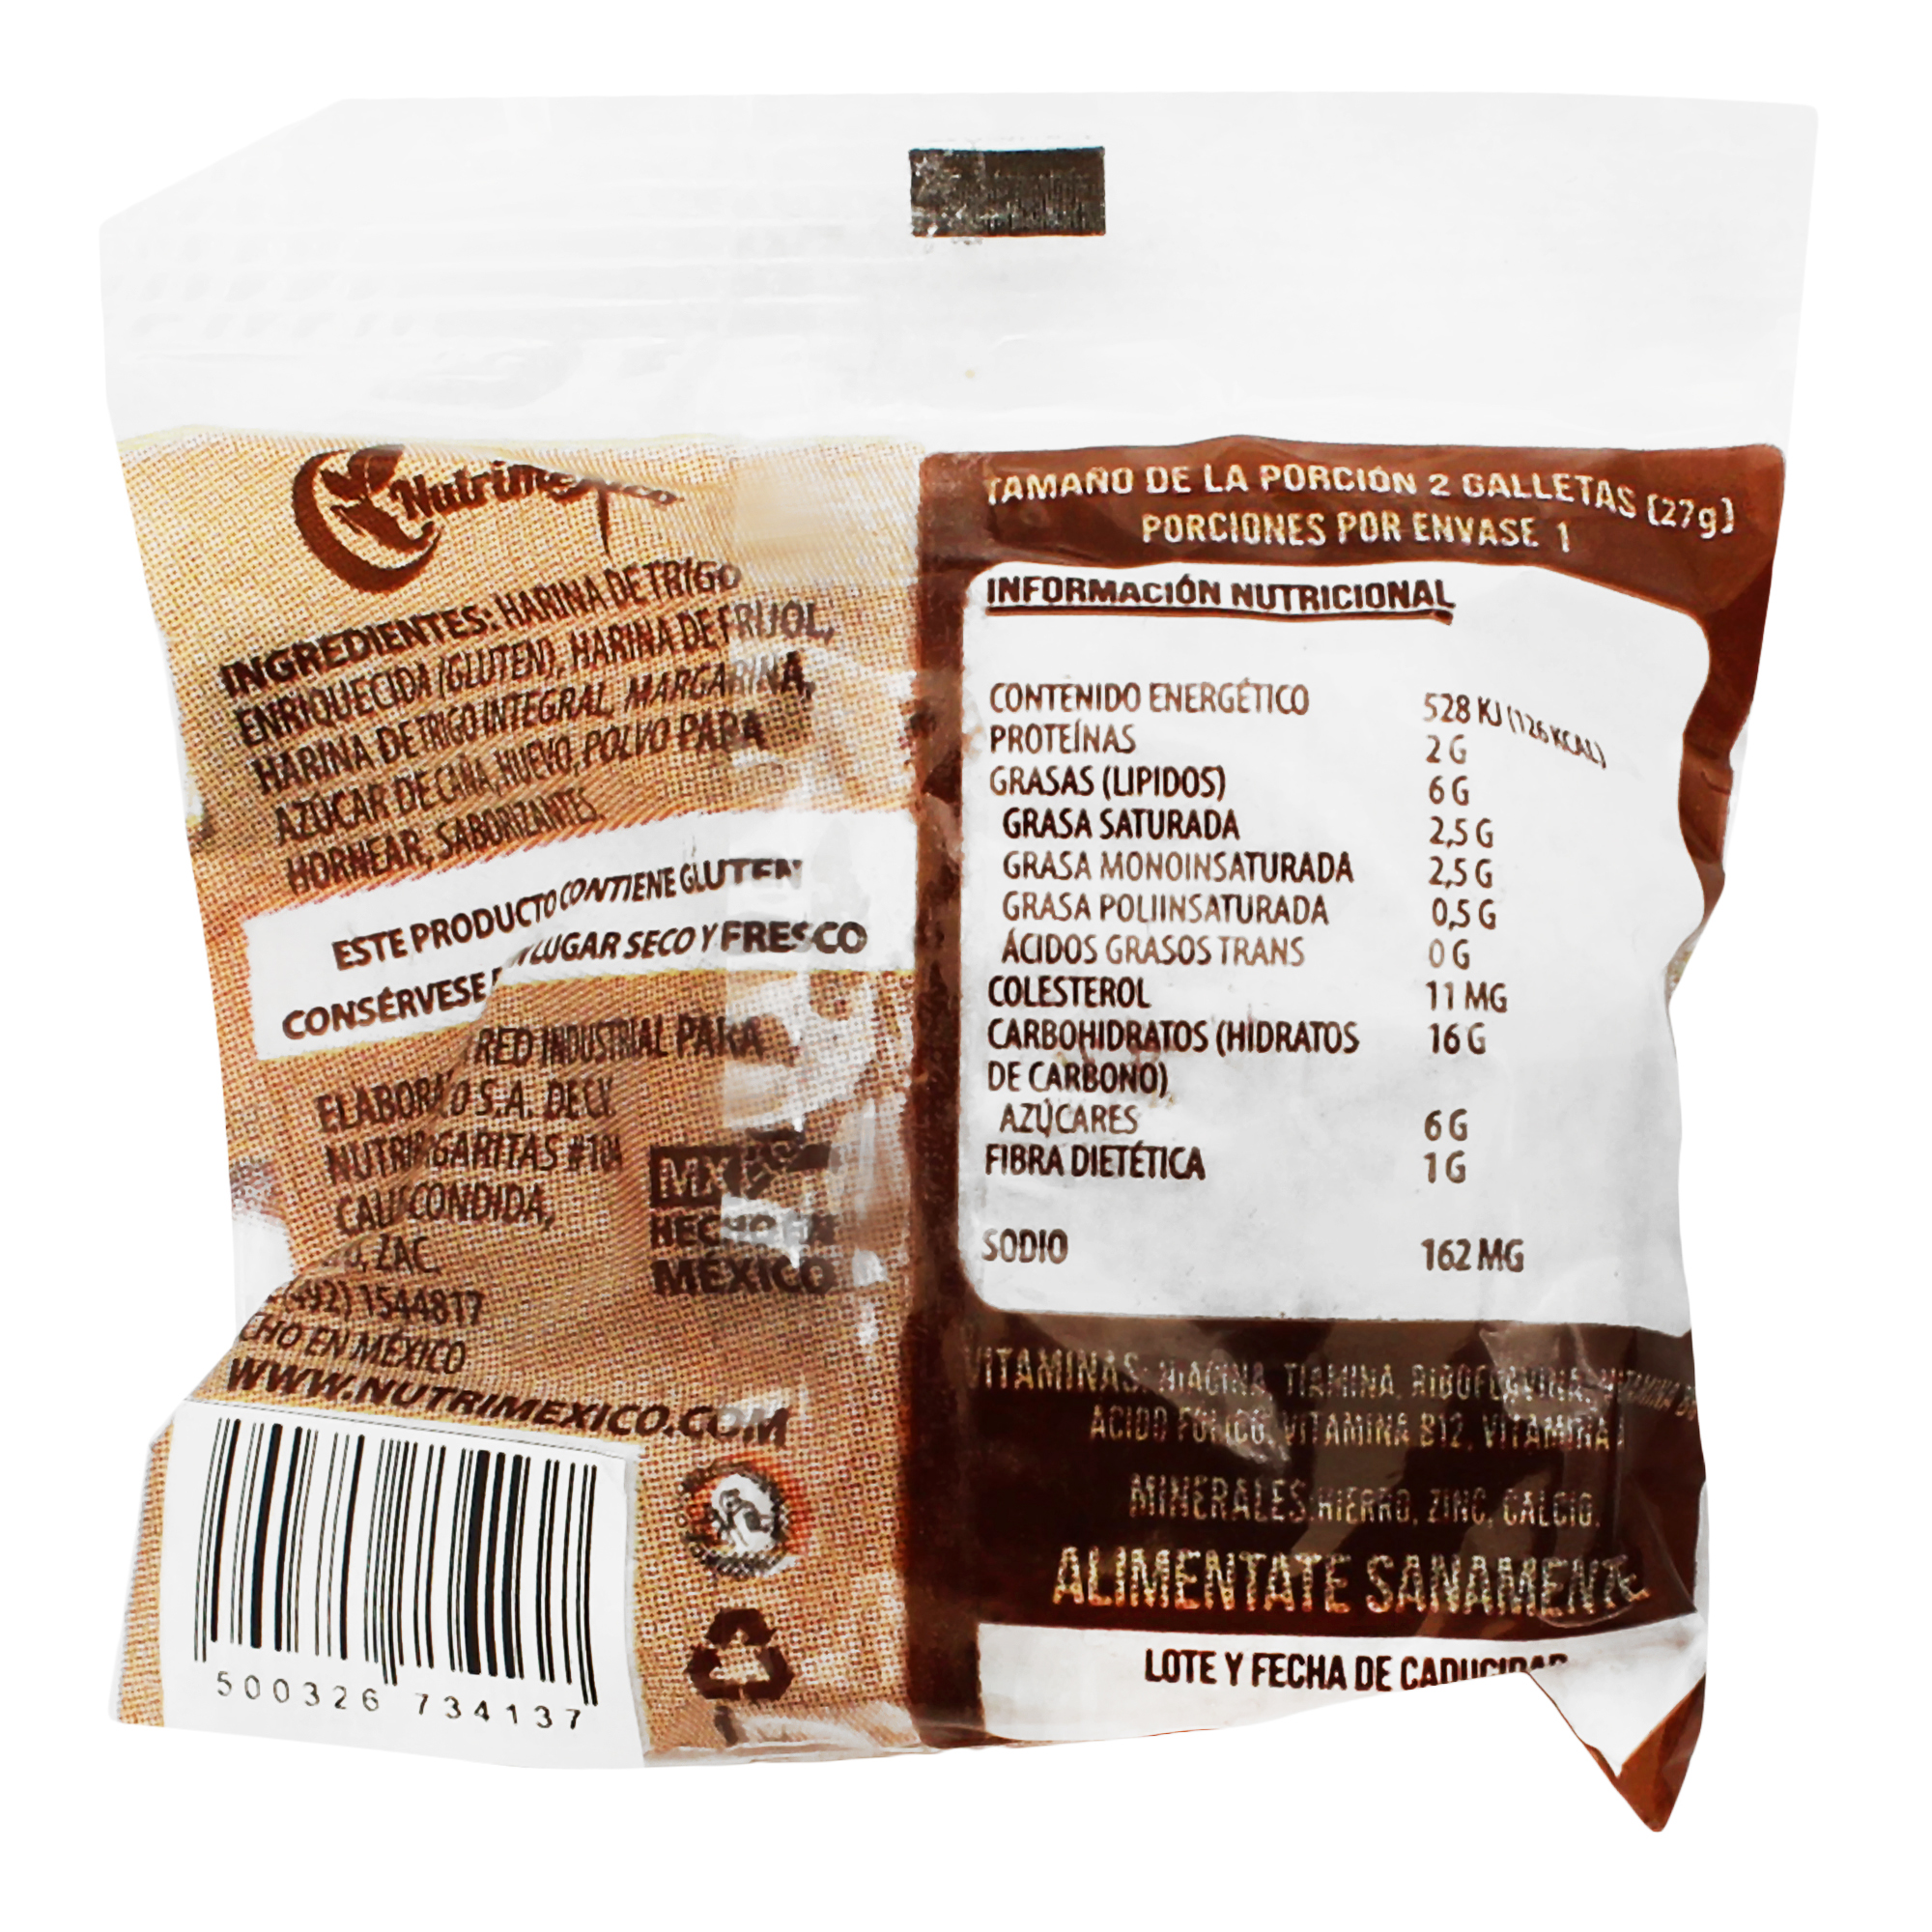 Nutrimexico
INGREDIENTES: HARINA DE TRIGO
ENRIQUECIDA (GLUTEN), HARINA DE FRIJOL,
HARINA DE TRIGO INTEGRAL, MARGARINA,
AZÚCAR DE CAÑA, HUEVO, POLVO PARA
HORNEAR, SABORIZANTES
ESTE PRODUCTO CONTIENE GLUTEN
CONSÉRVESE LUGAR SECO Y FRESCO
RED INDUSTRIAL PARA
S.A. DE C.V.
#104
CONDIDA,
ZAC.
1544817
EN MÉXICO
WWW.NUTRIMEXICO.COM
HECHO EN
MÉXICO
500326 734137
TAMAÑO DE LA PORCIÓN 2 GALLETAS (27g)
PORCIONES POR ENVASE 1
INFORMACIÓN NUTRICIONAL
CONTENIDO ENERGÉTICO 528 KJ (126 KCAL)
PROTEÍNAS 2 G
GRASAS (LIPIDOS) 6 G
GRASA SATURADA 2,5 G
GRASA MONOINSATURADA 2,5 G
GRASA POLIINSATURADA 0,5 G
ÁCIDOS GRASOS TRANS 0 G
COLESTEROL 11 MG
CARBOHIDRATOS (HIDRATOS 16 G
DE CARBONO)
AZÚCARES 6 G
FIBRA DIETÉTICA 1 G
SODIO 162 MG
VITAMINAS: NIACINA, TIAMINA, RIBOFLAVINA, VITAMINA B6
ACIDO FÓLICO, VITAMINA B12, VITAMINA
MINERALES: HIERRO, ZINC, CALCIO.
ALIMENTATE SANAMENTE
LOTE Y FECHA DE CADUCIDAD